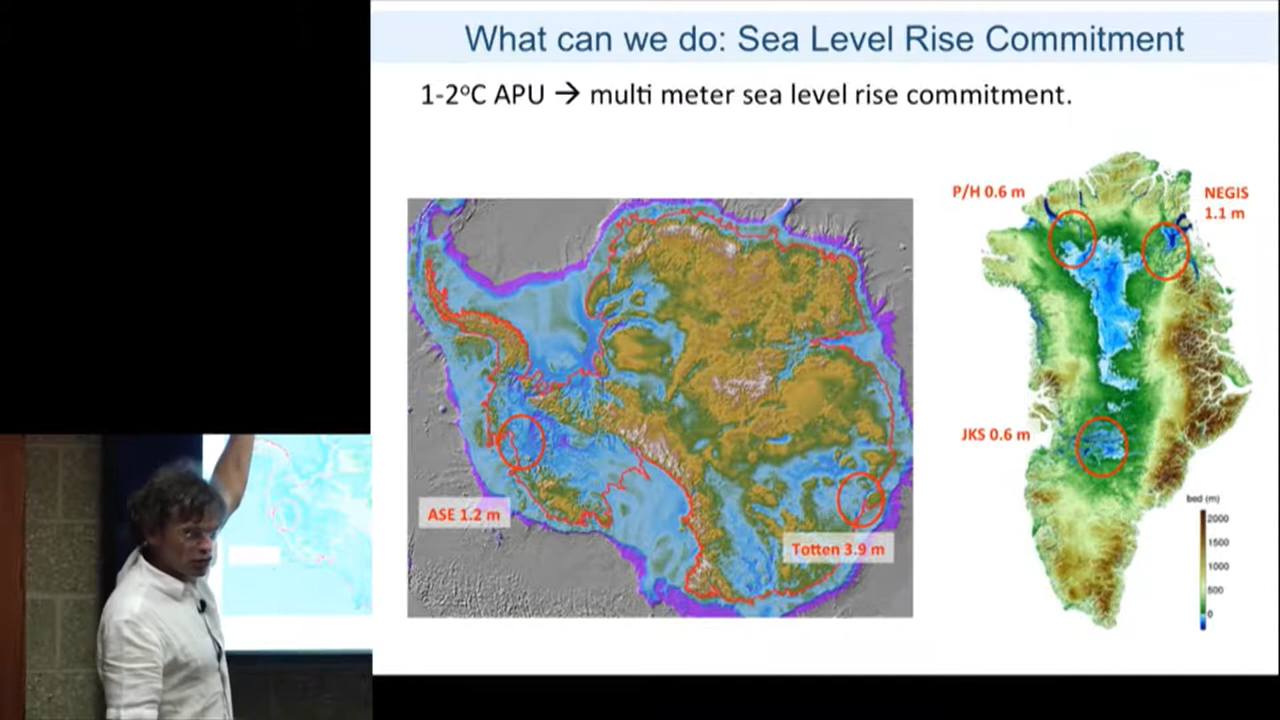 What can we do: Sea Level Rise Commitment
1-2°C APU → multi meter sea level rise commitment.
P/H 0.6 m
NEGIS
1.1 m
JKS 0.6 m
ASE 1.2 m
Totten 3.9 m
bed (m)
2000
1500
1000
500
0